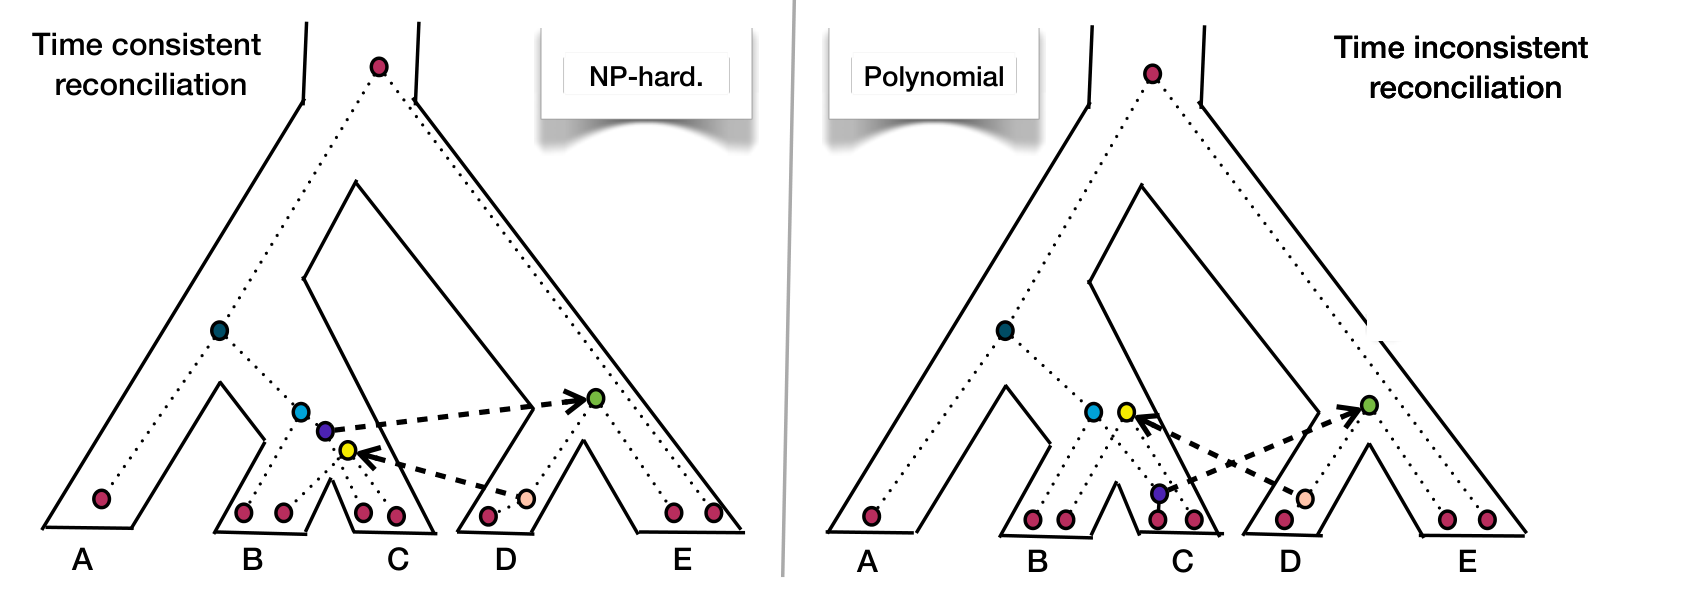 Time consistent
reconciliation
NP-hard.
A
B
C
D
E
Polynomial
Time inconsistent
reconciliation
A
B
C
D
E